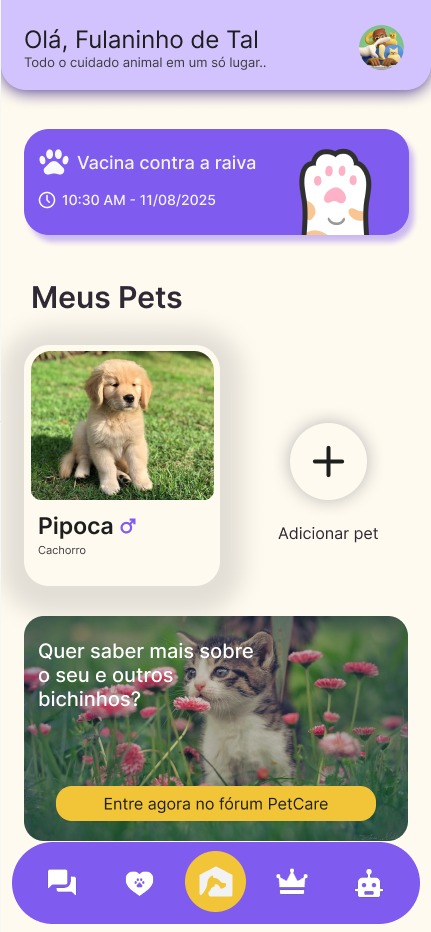 Olá, Fulaninho de Tal
Todo o cuidado animal em um só lugar..
Vacina contra a raiva
10:30 AM - 11/08/2025
Meus Pets
Pipoca
Cachorro
Adicionar pet
Quer saber mais sobre
o seu e outros
bichinhos?
Entre agora no fórum PetCare